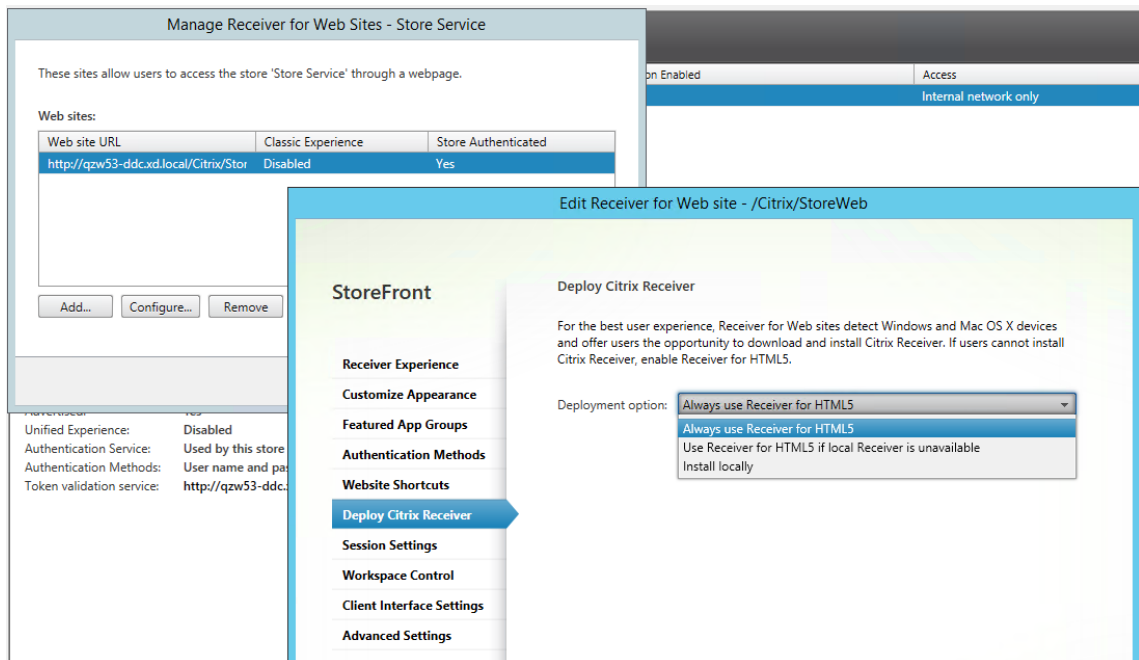 Manage Receiver for Web Sites - Store Service
These sites allow users to access the store 'Store Service' through a webpage.
Web sites:
Web site URL Classic Experience Store Authenticated
http://qzw53-ddc.xd.local/Citrix/Stor Disabled Yes
Add... Configure... Remove
on Enabled Access
Internal network only
Advertised: Yes
Unified Experience: Disabled
Authentication Service: Used by this store
Authentication Methods: User name and pas
Token validation service: http://qzw53-ddc.
Edit Receiver for Web site - /Citrix/StoreWeb
StoreFront
Receiver Experience
Customize Appearance
Featured App Groups
Authentication Methods
Website Shortcuts
Deploy Citrix Receiver
Session Settings
Workspace Control
Client Interface Settings
Advanced Settings
Deploy Citrix Receiver
For the best user experience, Receiver for Web sites detect Windows and Mac OS X devices
and offer users the opportunity to download and install Citrix Receiver. If users cannot install
Citrix Receiver, enable Receiver for HTML5.
Deployment option: Always use Receiver for HTML5
Always use Receiver for HTML5
Use Receiver for HTML5 if local Receiver is unavailable
Install locally